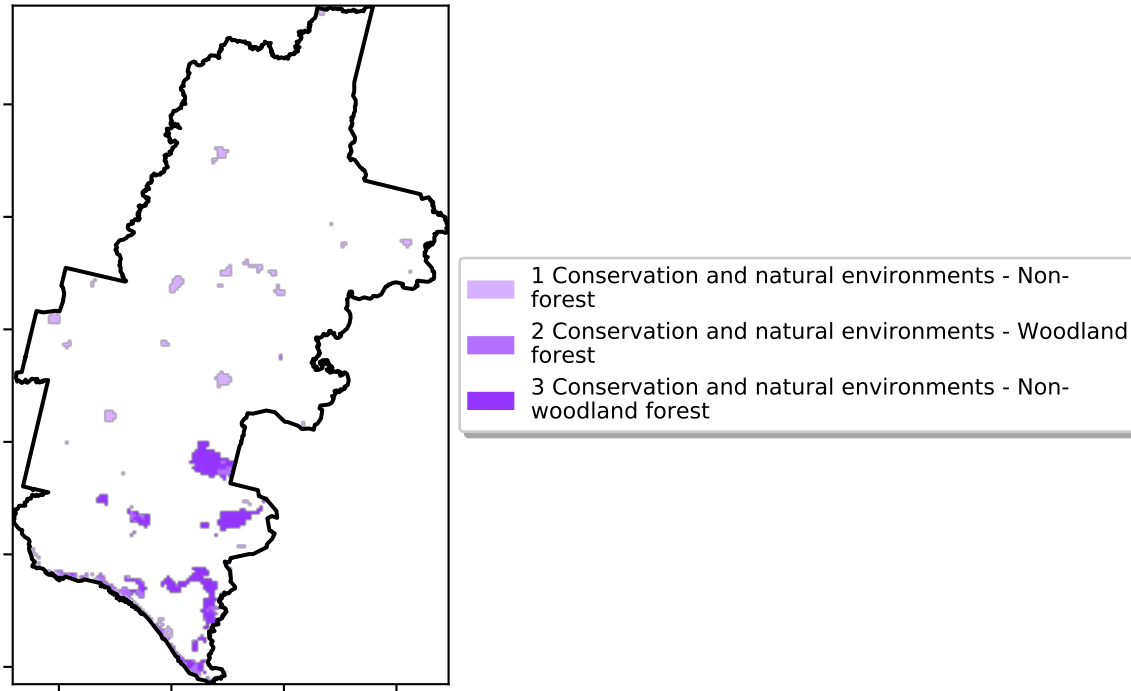 1 Conservation and natural environments - Non-
forest
2 Conservation and natural environments - Woodland
forest
3 Conservation and natural environments - Non-
woodland forest